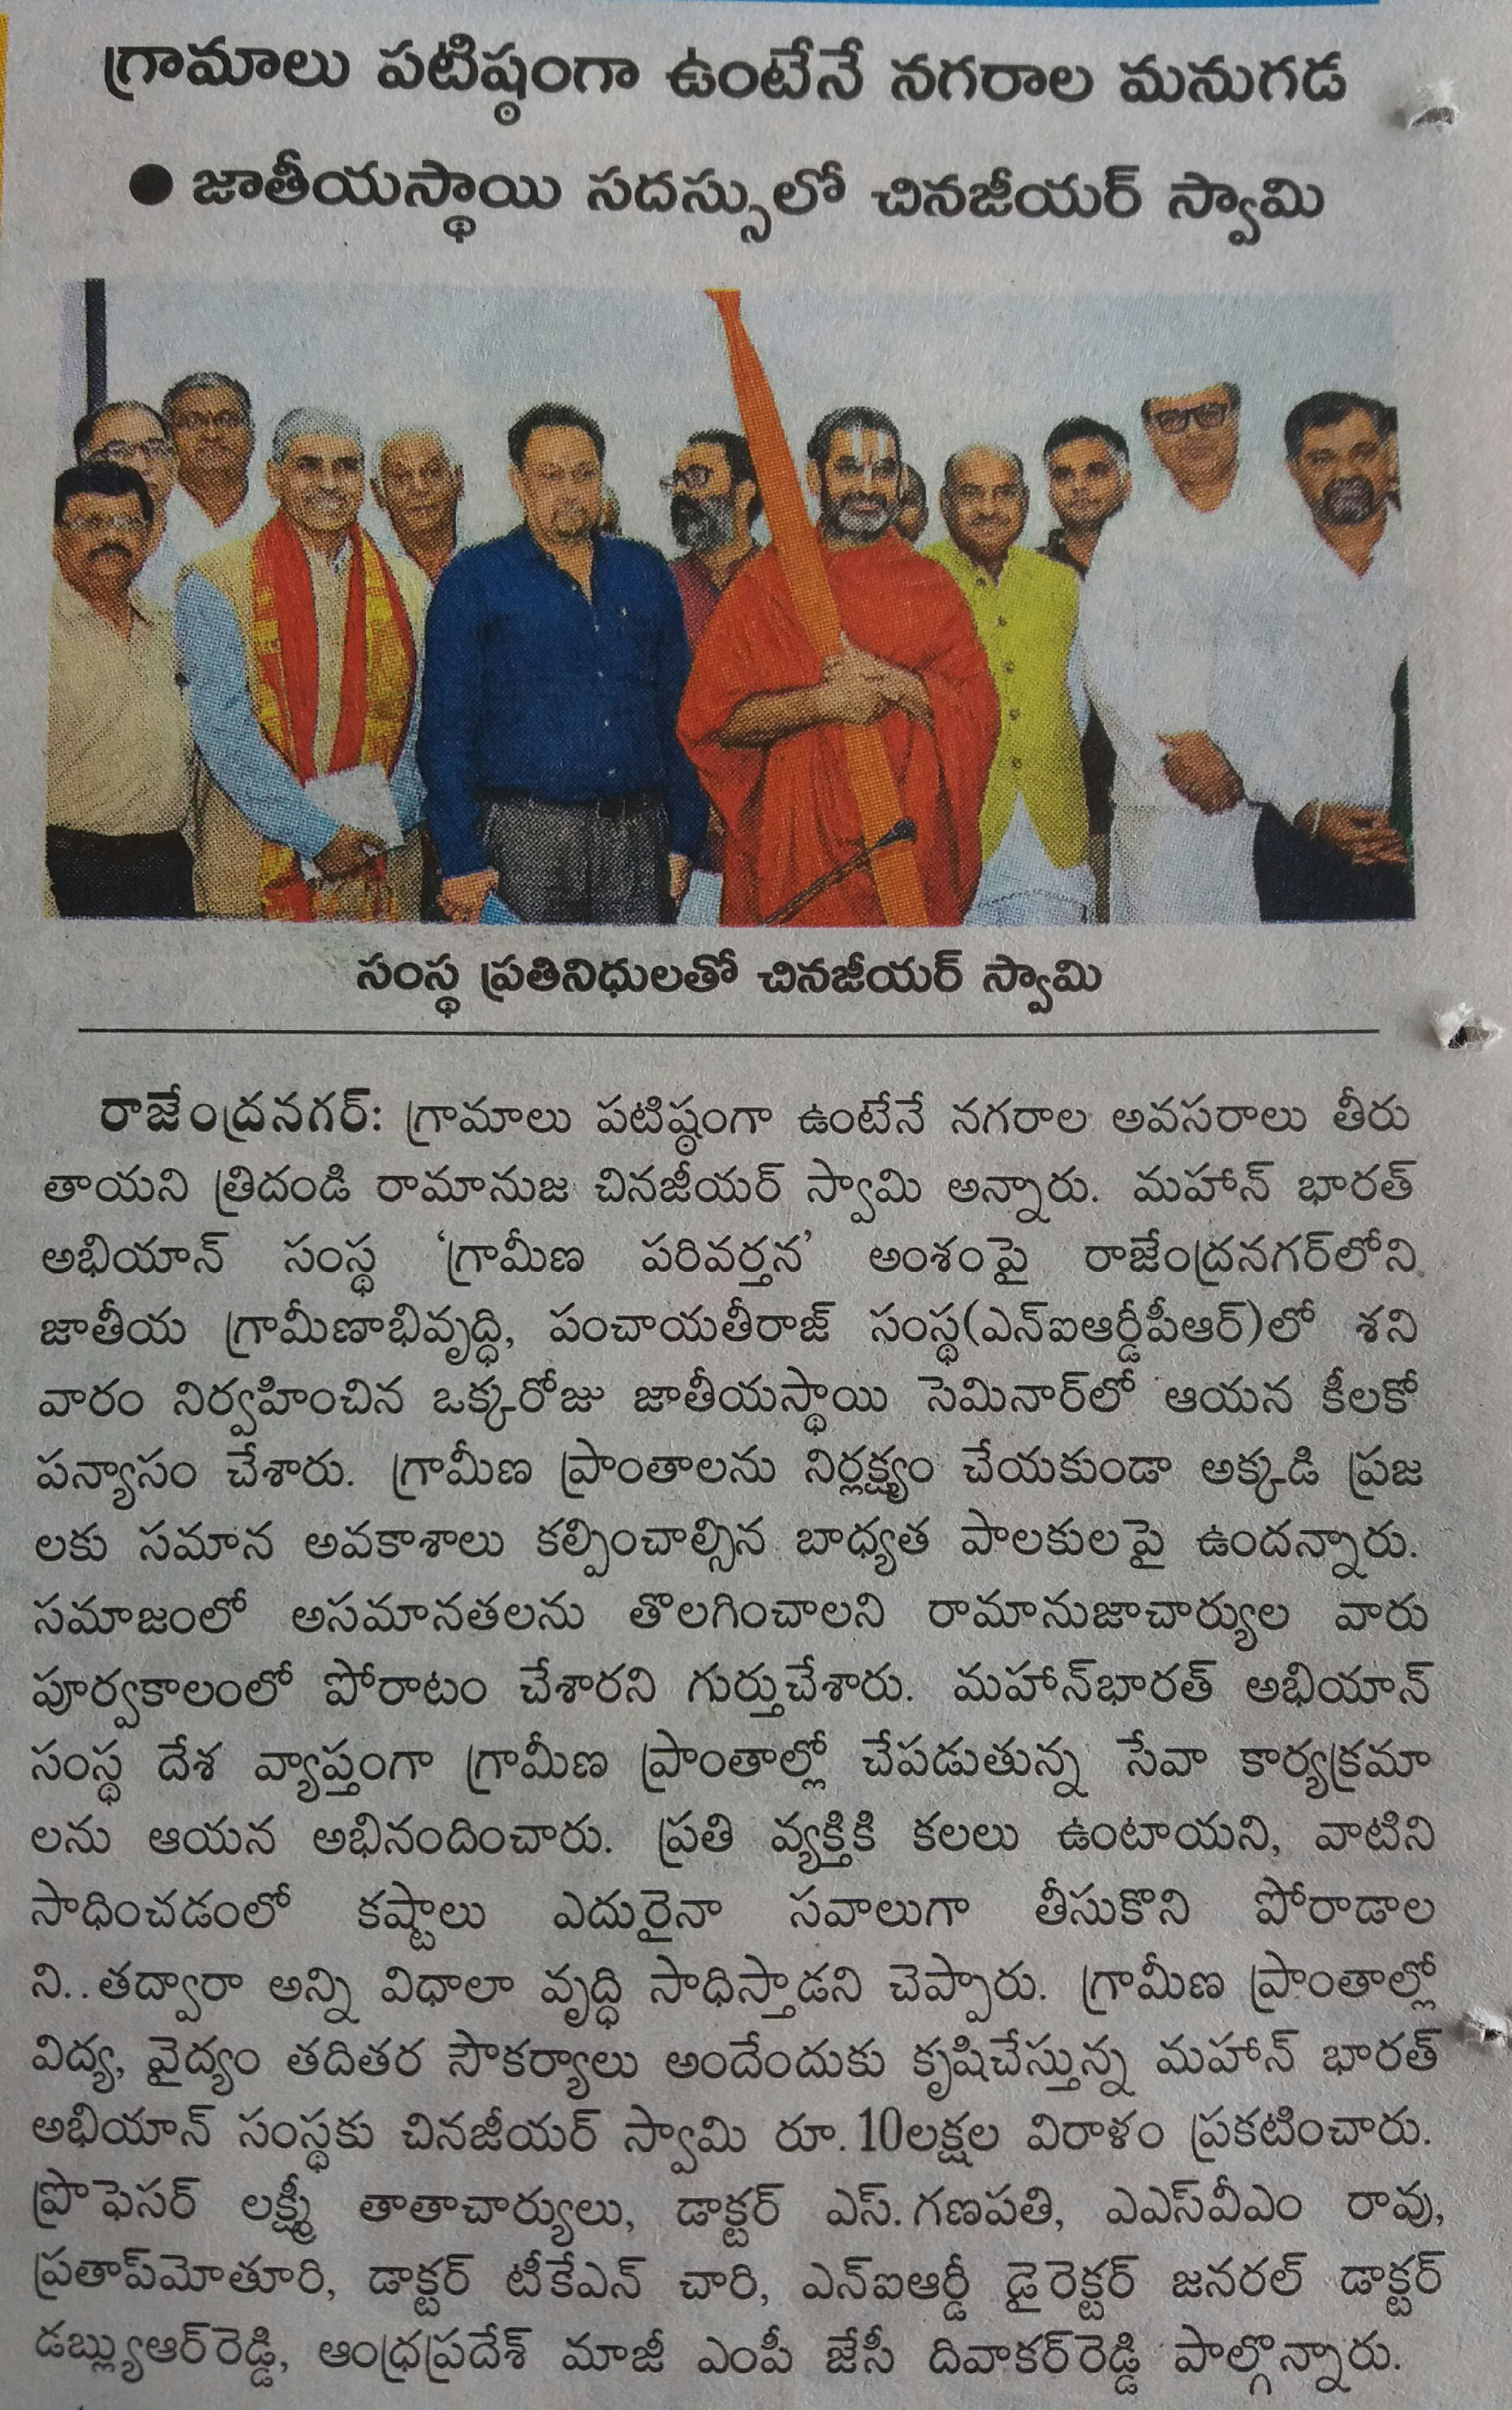 గ్రామాలు పటిష్ఠంగా ఉంటేనే నగరాల మనుగడ
● జాతీయస్థాయి సదస్సులో చినజీయర్ స్వామి
సంస్థ ప్రతినిధులతో చినజీయర్ స్వామి
రాజేంద్రనగర్: గ్రామాలు పటిష్ఠంగా ఉంటేనే నగరాల అవసరాలు తీరు
తాయని త్రిదండి రామానుజ చినజీయర్ స్వామి అన్నారు. మహాన్ భారత్
అభియాన్ సంస్థ ‘గ్రామీణ పరివర్తన’ అంశంపై రాజేంద్రనగర్‌లోని
జాతీయ గ్రామీణాభివృద్ధి, పంచాయతీరాజ్ సంస్థ(ఎన్ఐఆర్డీపీఆర్)లో శని
వారం నిర్వహించిన ఒక్కరోజు జాతీయస్థాయి సెమినార్‌లో ఆయన కీలకో
పన్యాసం చేశారు. గ్రామీణ ప్రాంతాలను నిర్లక్ష్యం చేయకుండా అక్కడి ప్రజ
లకు సమాన అవకాశాలు కల్పించాల్సిన బాధ్యత పాలకులపై ఉందన్నారు.
సమాజంలో అసమానతలను తొలగించాలని రామానుజాచార్యుల వారు
పూర్వకాలంలో పోరాటం చేశారని గుర్తుచేశారు. మహాన్‌భారత్ అభియాన్
సంస్థ దేశ వ్యాప్తంగా గ్రామీణ ప్రాంతాల్లో చేపడుతున్న సేవా కార్యక్రమా
లను ఆయన అభినందించారు. ప్రతి వ్యక్తికి కలలు ఉంటాయని, వాటిని
సాధించడంలో కష్టాలు ఎదురైనా సవాలుగా తీసుకొని పోరాడాల
ని..తద్వారా అన్ని విధాలా వృద్ధి సాధిస్తాడని చెప్పారు. గ్రామీణ ప్రాంతాల్లో
విద్య, వైద్యం తదితర సౌకర్యాలు అందేందుకు కృషిచేస్తున్న మహాన్ భారత్
అభియాన్ సంస్థకు చినజీయర్ స్వామి రూ.10లక్షల విరాళం ప్రకటించారు.
ప్రొఫెసర్ లక్ష్మీ తాతాచార్యులు, డాక్టర్ ఎస్.గణపతి, ఎఎస్‌వీఎం రావు,
ప్రతాప్‌మోతూరి, డాక్టర్ టీకేఎన్ చారి, ఎన్ఐఆర్డీ డైరెక్టర్ జనరల్ డాక్టర్
డబ్ల్యుఆర్‌రెడ్డి, ఆంధ్రప్రదేశ్ మాజీ ఎంపీ జేసీ దివాకర్‌రెడ్డి పాల్గొన్నారు.